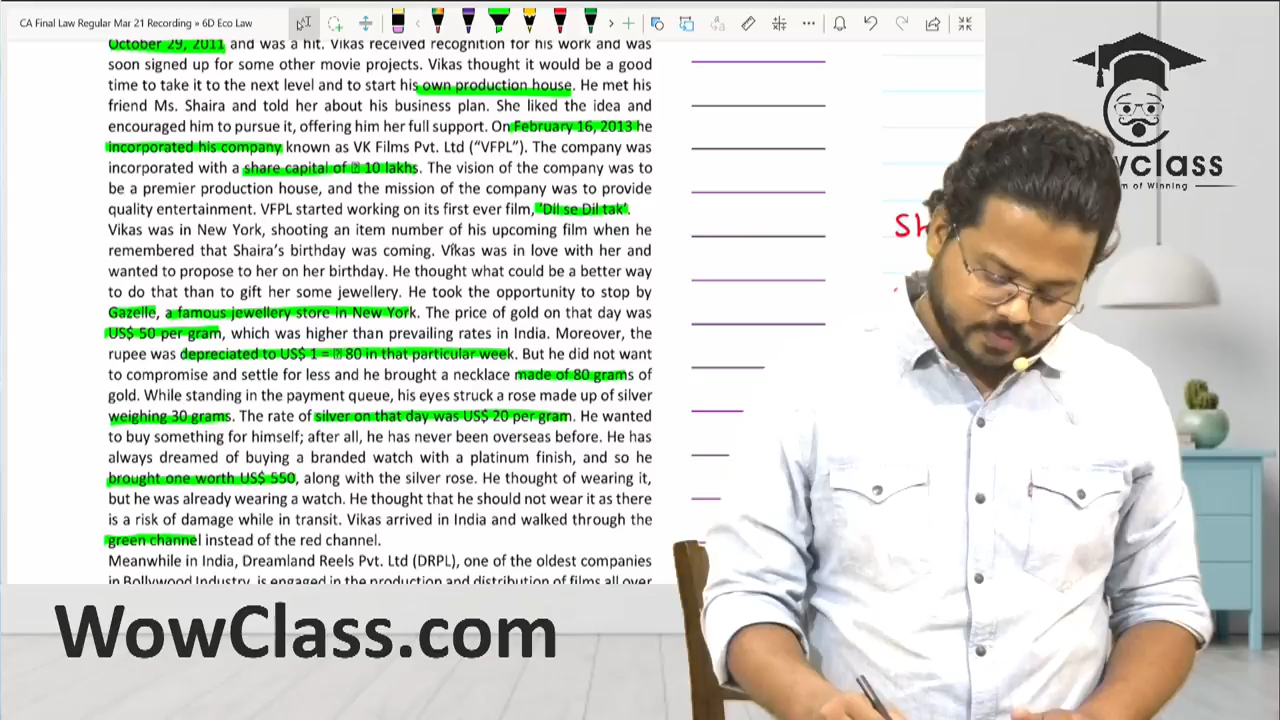 CA Final Law Regular Mar 21 Recording » 6D Eco Law
October 29, 2011 and was a hit. Vikas received recognition for his work and was
soon signed up for some other movie projects. Vikas thought it would be a good
time to take it to the next level and to start his own production house. He met his
friend Ms. Shaira and told her about his business plan. She liked the idea and
encouraged him to pursue it, offering him her full support. On February 16, 2013 he
incorporated his company known as VK Films Pvt. Ltd (“VFPL”). The company was
incorporated with a share capital of 10 lakhs. The vision of the company was to
be a premier production house, and the mission of the company was to provide
quality entertainment. VFPL started working on its first ever film, ‘Dil se Dil tak’.
Vikas was in New York, shooting an item number of his upcoming film when he
remembered that Shaira’s birthday was coming. Vikas was in love with her and
wanted to propose to her on her birthday. He thought what could be a better way
to do that than to gift her some jewellery. He took the opportunity to stop by
Gazelle, a famous jewellery store in New York. The price of gold on that day was
US$ 50 per gram, which was higher than prevailing rates in India. Moreover, the
rupee was depreciated to US$ 1 = 80 in that particular week. But he did not want
to compromise and settle for less and he brought a necklace made of 80 grams of
gold. While standing in the payment queue, his eyes struck a rose made up of silver
weighing 30 grams. The rate of silver on that day was US$ 20 per gram. He wanted
to buy something for himself; after all, he has never been overseas before. He has
always dreamed of buying a branded watch with a platinum finish, and so he
brought one worth US$ 550, along with the silver rose. He thought of wearing it,
but he was already wearing a watch. He thought that he should not wear it as there
is a risk of damage while in transit. Vikas arrived in India and walked through the
green channel instead of the red channel.
Meanwhile in India, Dreamland Reels Pvt. Ltd (DRPL), one of the oldest companies
in Bollywood Industry, is engaged in the production and distribution of films all over
wclass
m of Winning
Sh
WowClass.com